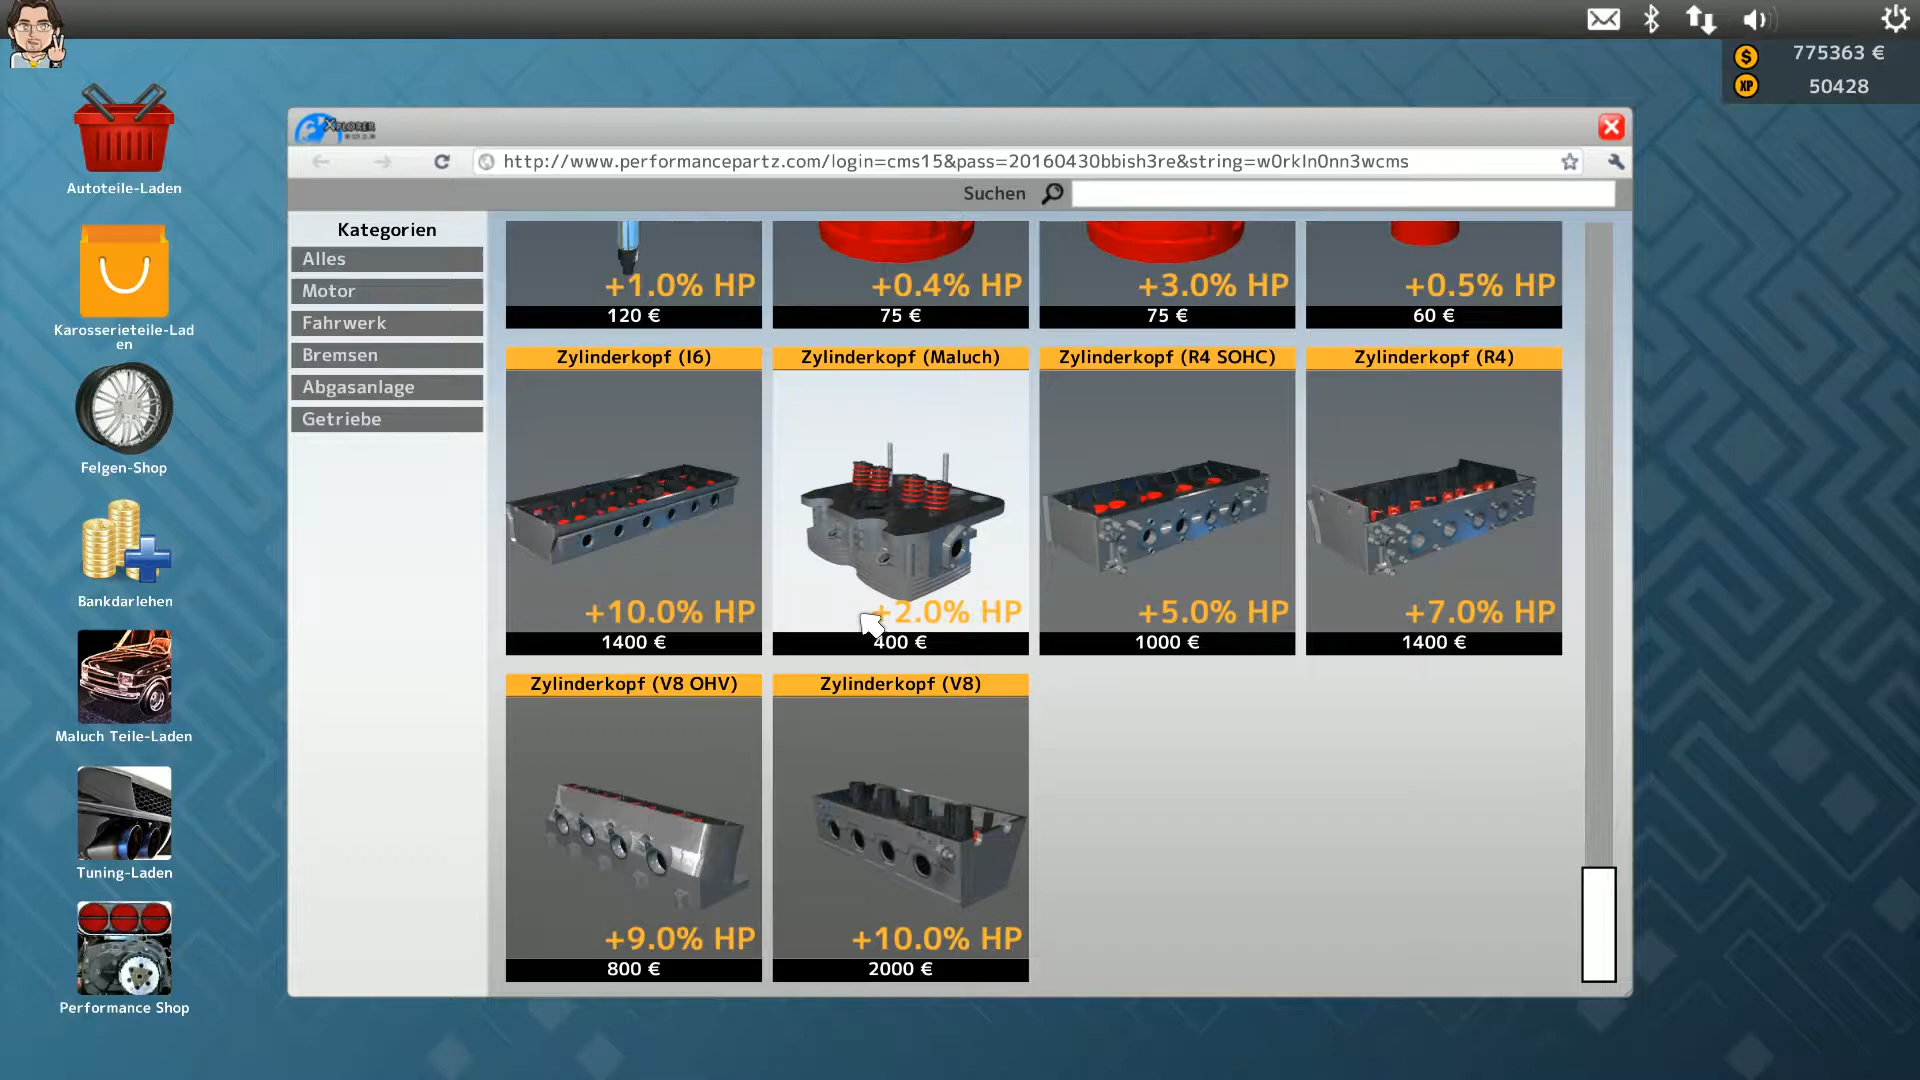 775363 €
50428
XPLORER
http://www.performancepartz.com/login=cms15&pass=20160430bbish3re&string=w0rkIn0nn3wcms
Suchen
Autoteile-Laden
Karosserieteile-Lad
en
Felgen-Shop
Bankdarlehen
Maluch Teile-Laden
Tuning-Laden
Performance Shop
Kategorien
Alles
Motor
Fahrwerk
Bremsen
Abgasanlage
Getriebe
+1.0% HP
120 €
+0.4% HP
75 €
+3.0% HP
75 €
+0.5% HP
60 €
Zylinderkopf (I6)
+10.0% HP
1400 €
Zylinderkopf (Maluch)
+2.0% HP
400 €
Zylinderkopf (R4 SOHC)
+5.0% HP
1000 €
Zylinderkopf (R4)
+7.0% HP
1400 €
Zylinderkopf (V8 OHV)
+9.0% HP
800 €
Zylinderkopf (V8)
+10.0% HP
2000 €